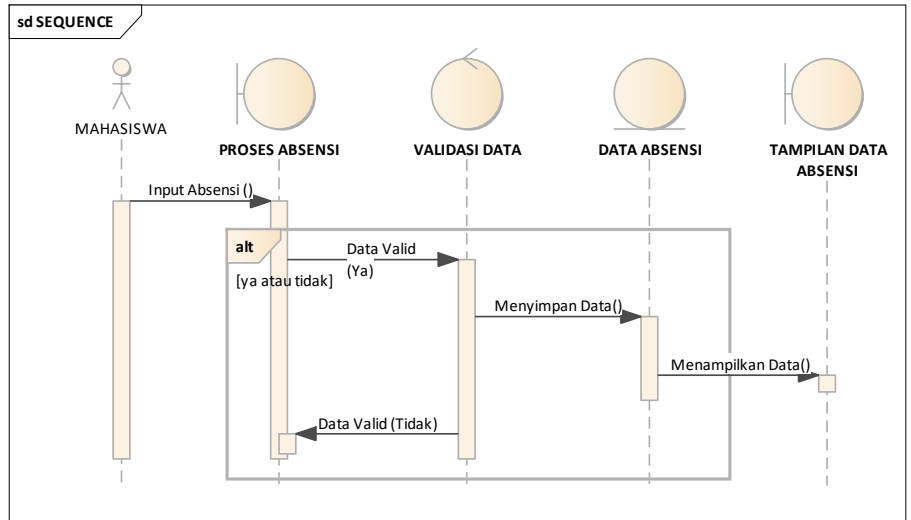 sd SEQUENCE
MAHASISWA
PROSES ABSENSI
VALIDASI DATA
DATA ABSENSI
TAMPILAN DATA
ABSENSI
Input Absensi ()
alt
[ya atau tidak]
Data Valid
(Ya)
Menyimpan Data()
Menampilkan Data()
Data Valid (Tidak)